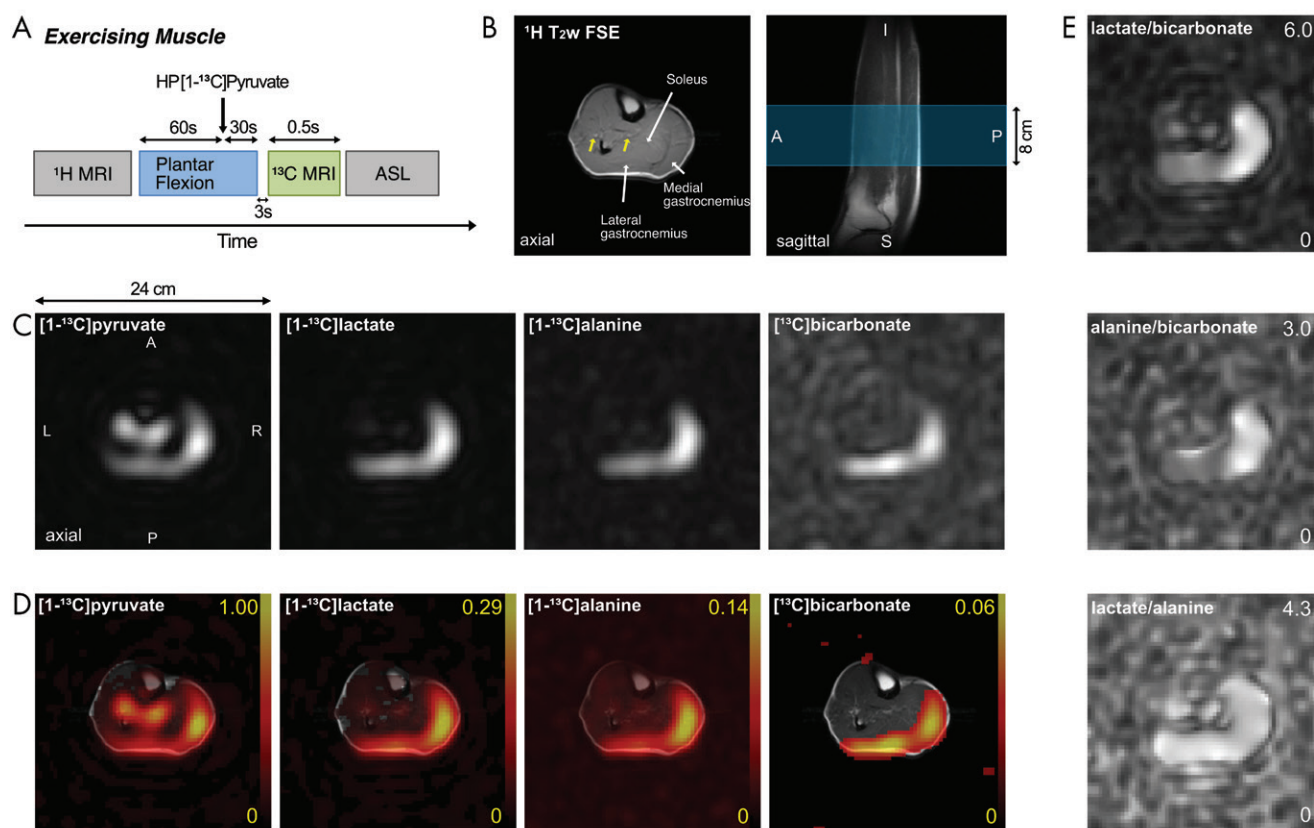 A
Exercising Muscle
HP[1-¹³C]Pyruvate
60s
30s
0.5s
¹H MRI
Plantar
Flexion
¹³C MRI
ASL
3s
Time
B
¹H T₂w FSE
Soleus
Medial
gastrocnemius
Lateral
gastrocnemius
axial
I
A
P
8 cm
S
sagittal
E
lactate/bicarbonate
6.0
0
24 cm
C
[1-¹³C]pyruvate
A
L
R
P
axial
[1-¹³C]lactate
[1-¹³C]alanine
[¹³C]bicarbonate
alanine/bicarbonate
3.0
0
D
[1-¹³C]pyruvate
1.00
0
[1-¹³C]lactate
0.29
0
[1-¹³C]alanine
0.14
0
[¹³C]bicarbonate
0.06
0
lactate/alanine
4.3
0